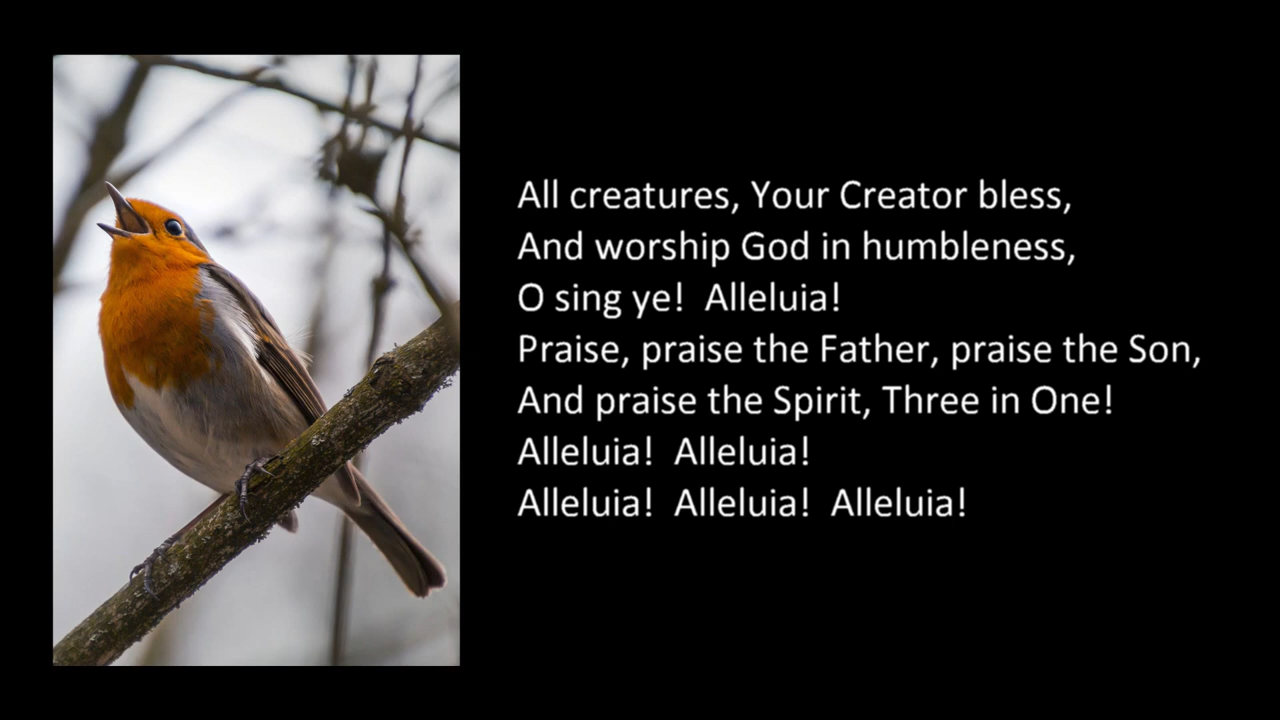 All creatures, Your Creator bless,
And worship God in humbleness,
O sing ye!  Alleluia!
Praise, praise the Father, praise the Son,
And praise the Spirit, Three in One!
Alleluia!  Alleluia!
Alleluia!  Alleluia!  Alleluia!